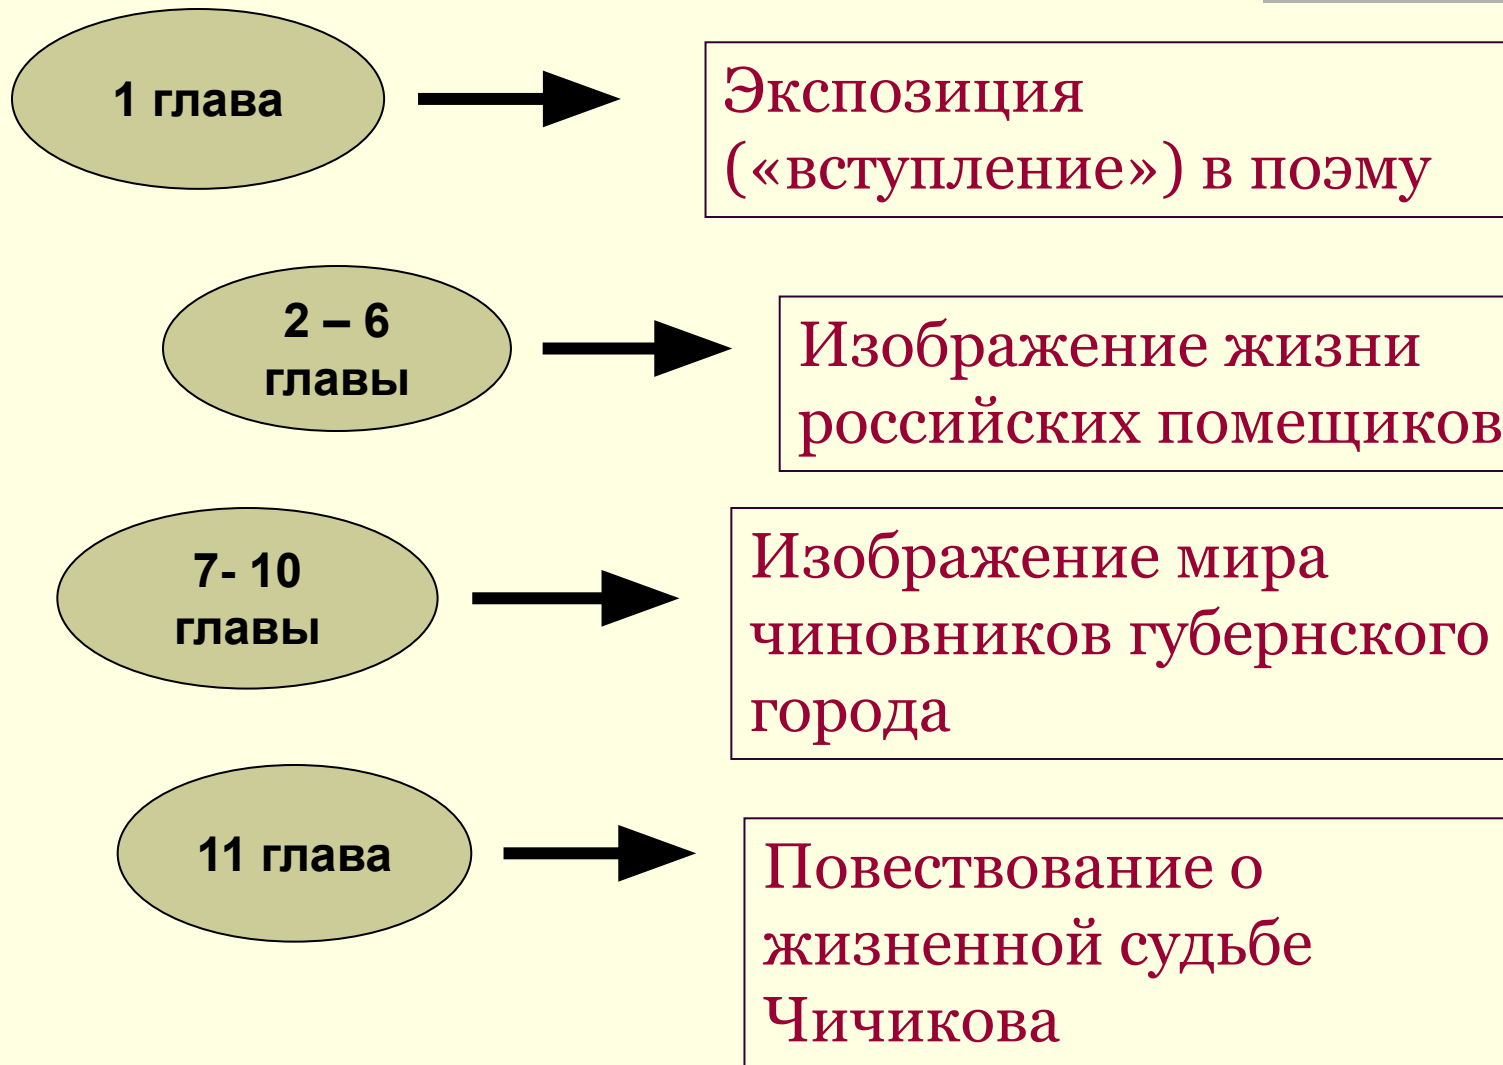 1 глава
Экспозиция
(«вступление») в поэму
2 – 6
главы
Изображение жизни
российских помещиков
7- 10
главы
Изображение мира
чиновников губернского
города
11 глава
Повествование о
жизненной судьбе
Чичикова